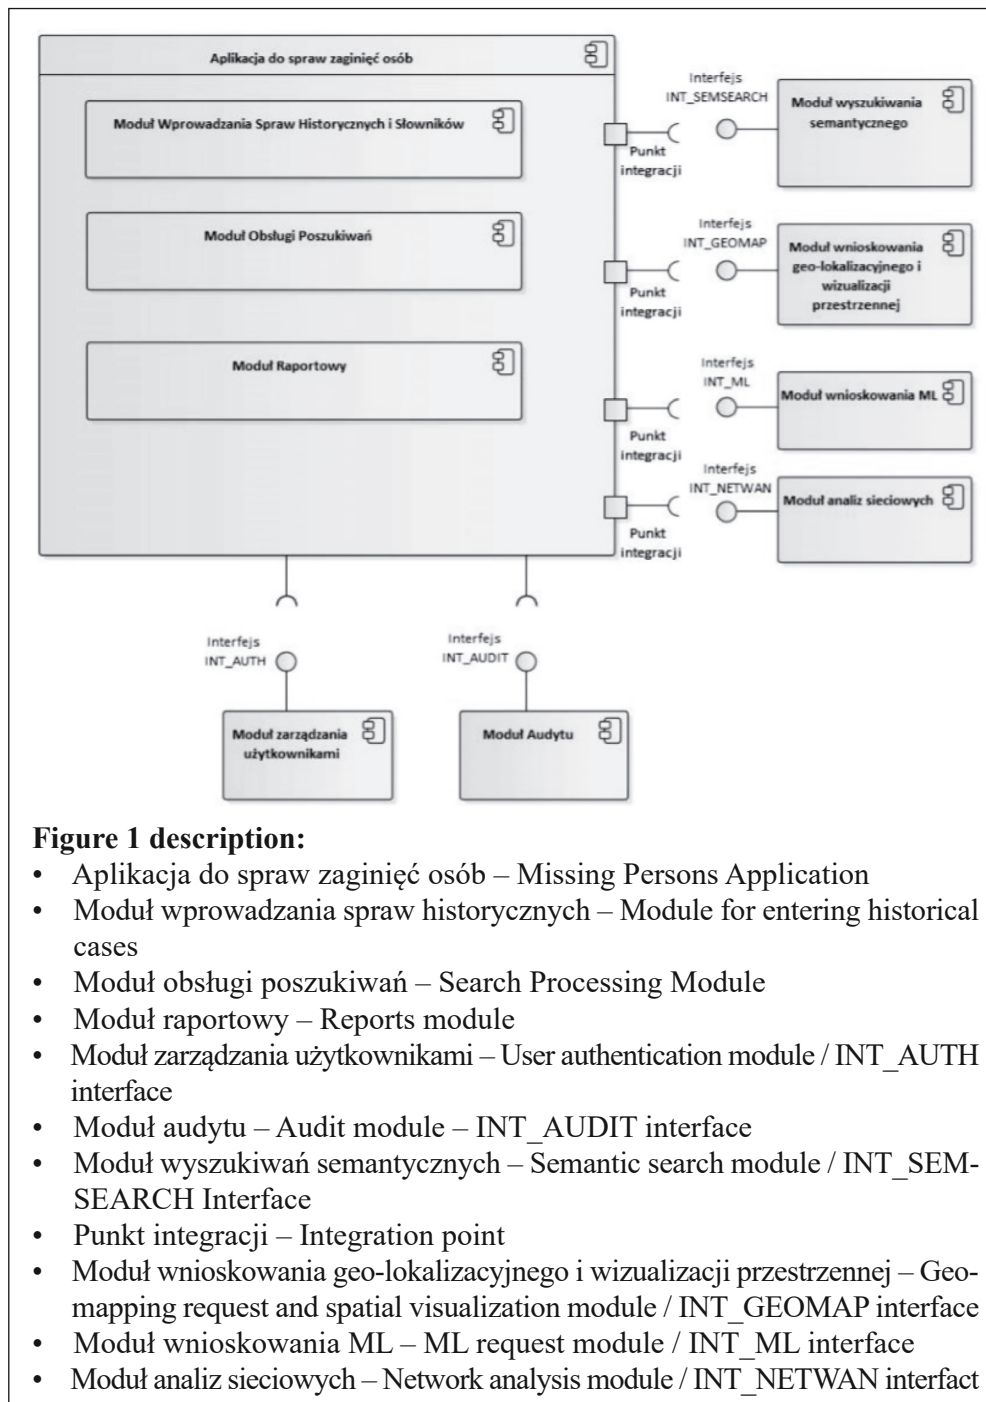 Aplikacja do spraw zaginięć osób
Moduł Wprowadzania Spraw Historycznych i Słowników
Moduł Obsługi Poszukiwań
Moduł Raportowy
Interfejs
INT_SEMSEARCH
Punkt
integracji
Moduł wyszukiwania
semantycznego
Interfejs
INT_GEOMAP
Punkt
integracji
Moduł wnioskowania
geo-lokalizacyjnego i
wizualizacji
przestrzennej
Interfejs
INT_ML
Punkt
integracji
Moduł wnioskowania ML
Interfejs
INT_NETWAN
Punkt
integracji
Moduł analiz sieciowych
Interfejs
INT_AUTH
Moduł zarządzania
użytkownikami
Interfejs
INT_AUDIT
Moduł Audytu
Figure 1 description:
• Aplikacja do spraw zaginięć osób – Missing Persons Application
• Moduł wprowadzania spraw historycznych – Module for entering historical
cases
• Moduł obsługi poszukiwań – Search Processing Module
• Moduł raportowy – Reports module
• Moduł zarządzania użytkownikami – User authentication module / INT_AUTH
interface
• Moduł audytu – Audit module – INT_AUDIT interface
• Moduł wyszukiwań semantycznych – Semantic search module / INT_SEM-
SEARCH Interface
• Punkt integracji – Integration point
• Moduł wnioskowania geo-lokalizacyjnego i wizualizacji przestrzennej – Geo-
mapping request and spatial visualization module / INT_GEOMAP interface
• Moduł wnioskowania ML – ML request module / INT_ML interface
• Moduł analiz sieciowych – Network analysis module / INT_NETWAN interfact